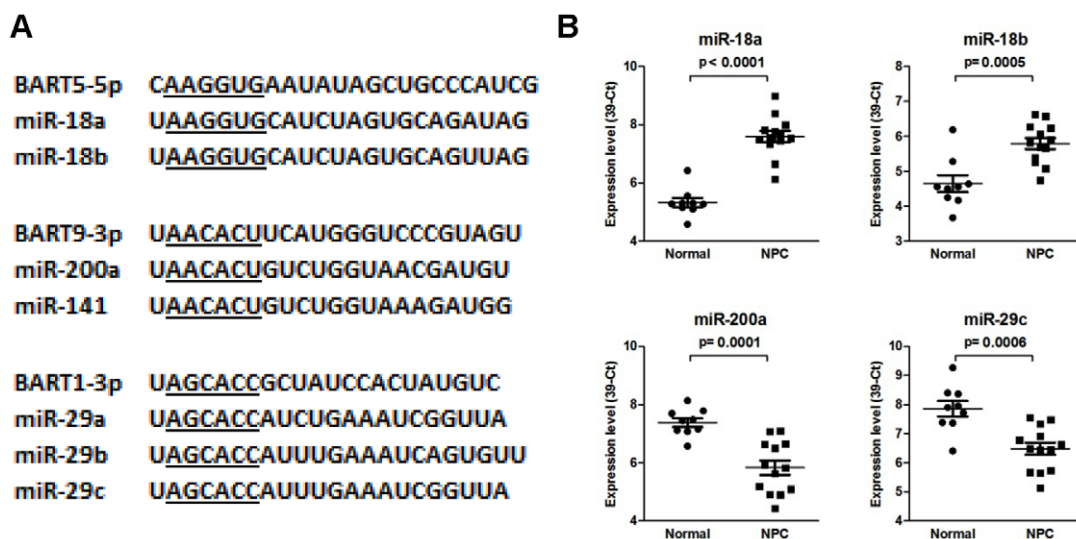 A
BART5-5p CAAGGUGAAUAUAGCUGCCCAUCG
miR-18a UAAGGUGCAUCUAGUGCAGAUAG
miR-18b UAAGGUGCAUCUAGUGCAGUUAG
BART9-3p UAACACUUCAUGGGUCCCGUAGU
miR-200a UAACACUGUCUGGUAACGAUGU
miR-141 UAACACUGUCUGGUAAAGAUGG
BART1-3p UAGCACCGCUAUCCACUAUGUC
miR-29a UAGCACCAUCUGAAAUCGGUUA
miR-29b UAGCACCAUUUGAAAUCAGUGUU
miR-29c UAGCACCAUUUGAAAUCGGUUA
B
miR-18a
p< 0.0001
Expression level (39-Ct)
10
8
6
4
Normal NPC
miR-18b
p= 0.0005
Expression level (39-Ct)
8
7
6
5
4
3
Normal NPC
miR-200a
p= 0.0001
Expression level (39-Ct)
10
8
6
4
Normal NPC
miR-29c
p= 0.0006
Expression level (39-Ct)
10
9
8
7
6
5
4
Normal NPC